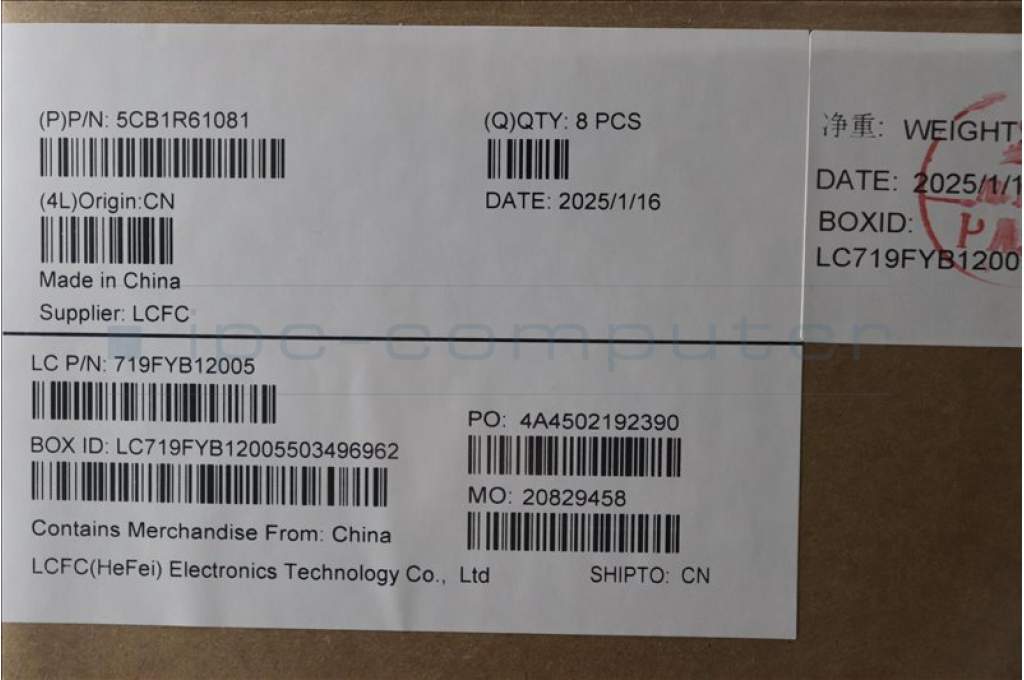 (P)P/N: 5CB1R61081
(Q)QTY: 8 PCS
(4L)Origin:CN
DATE: 2025/1/16
Made in China
Supplier: LCFC
LC P/N: 719FYB12005
BOX ID: LC719FYB12005503496962
PO: 4A4502192390
MO: 20829458
Contains Merchandise From: China
LCFC(HeFei) Electronics Technology Co., Ltd
SHIPTO: CN
净重: WEIGHT
DATE: 2025/1/1
BOXID:
LC719FYB1200
ipc-computer